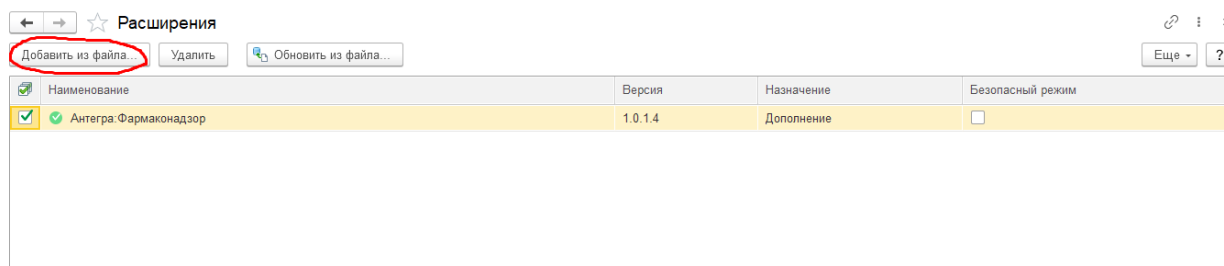 Расширения
Добавить из файла... Удалить Обновить из файла... Еще ?
Наименование Версия Назначение Безопасный режим
Антегра:Фармаконадзор 1.0.1.4 Дополнение